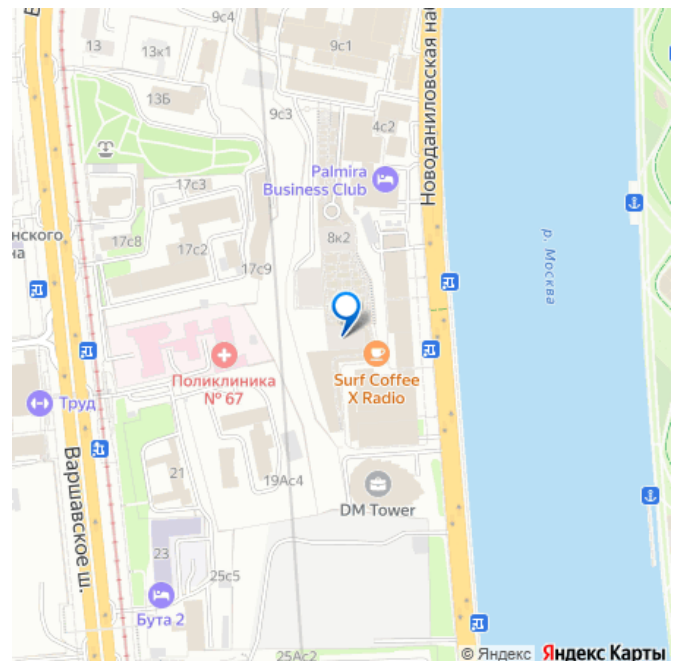 9с4
13
13к1
9с1
13Б
9с3
4с2
Новоданиловская наб
Palmira
Business Club
17с3
нского
на
17с8
17с2
17с9
8к2
р. Москва
Поликлиника
№ 67
Surf Coffee
X Radio
Труд
Варшавское ш.
21
19Ас4
DM Tower
23
25с5
Бута 2
25Ас2
© Яндекс Яндекс Карты